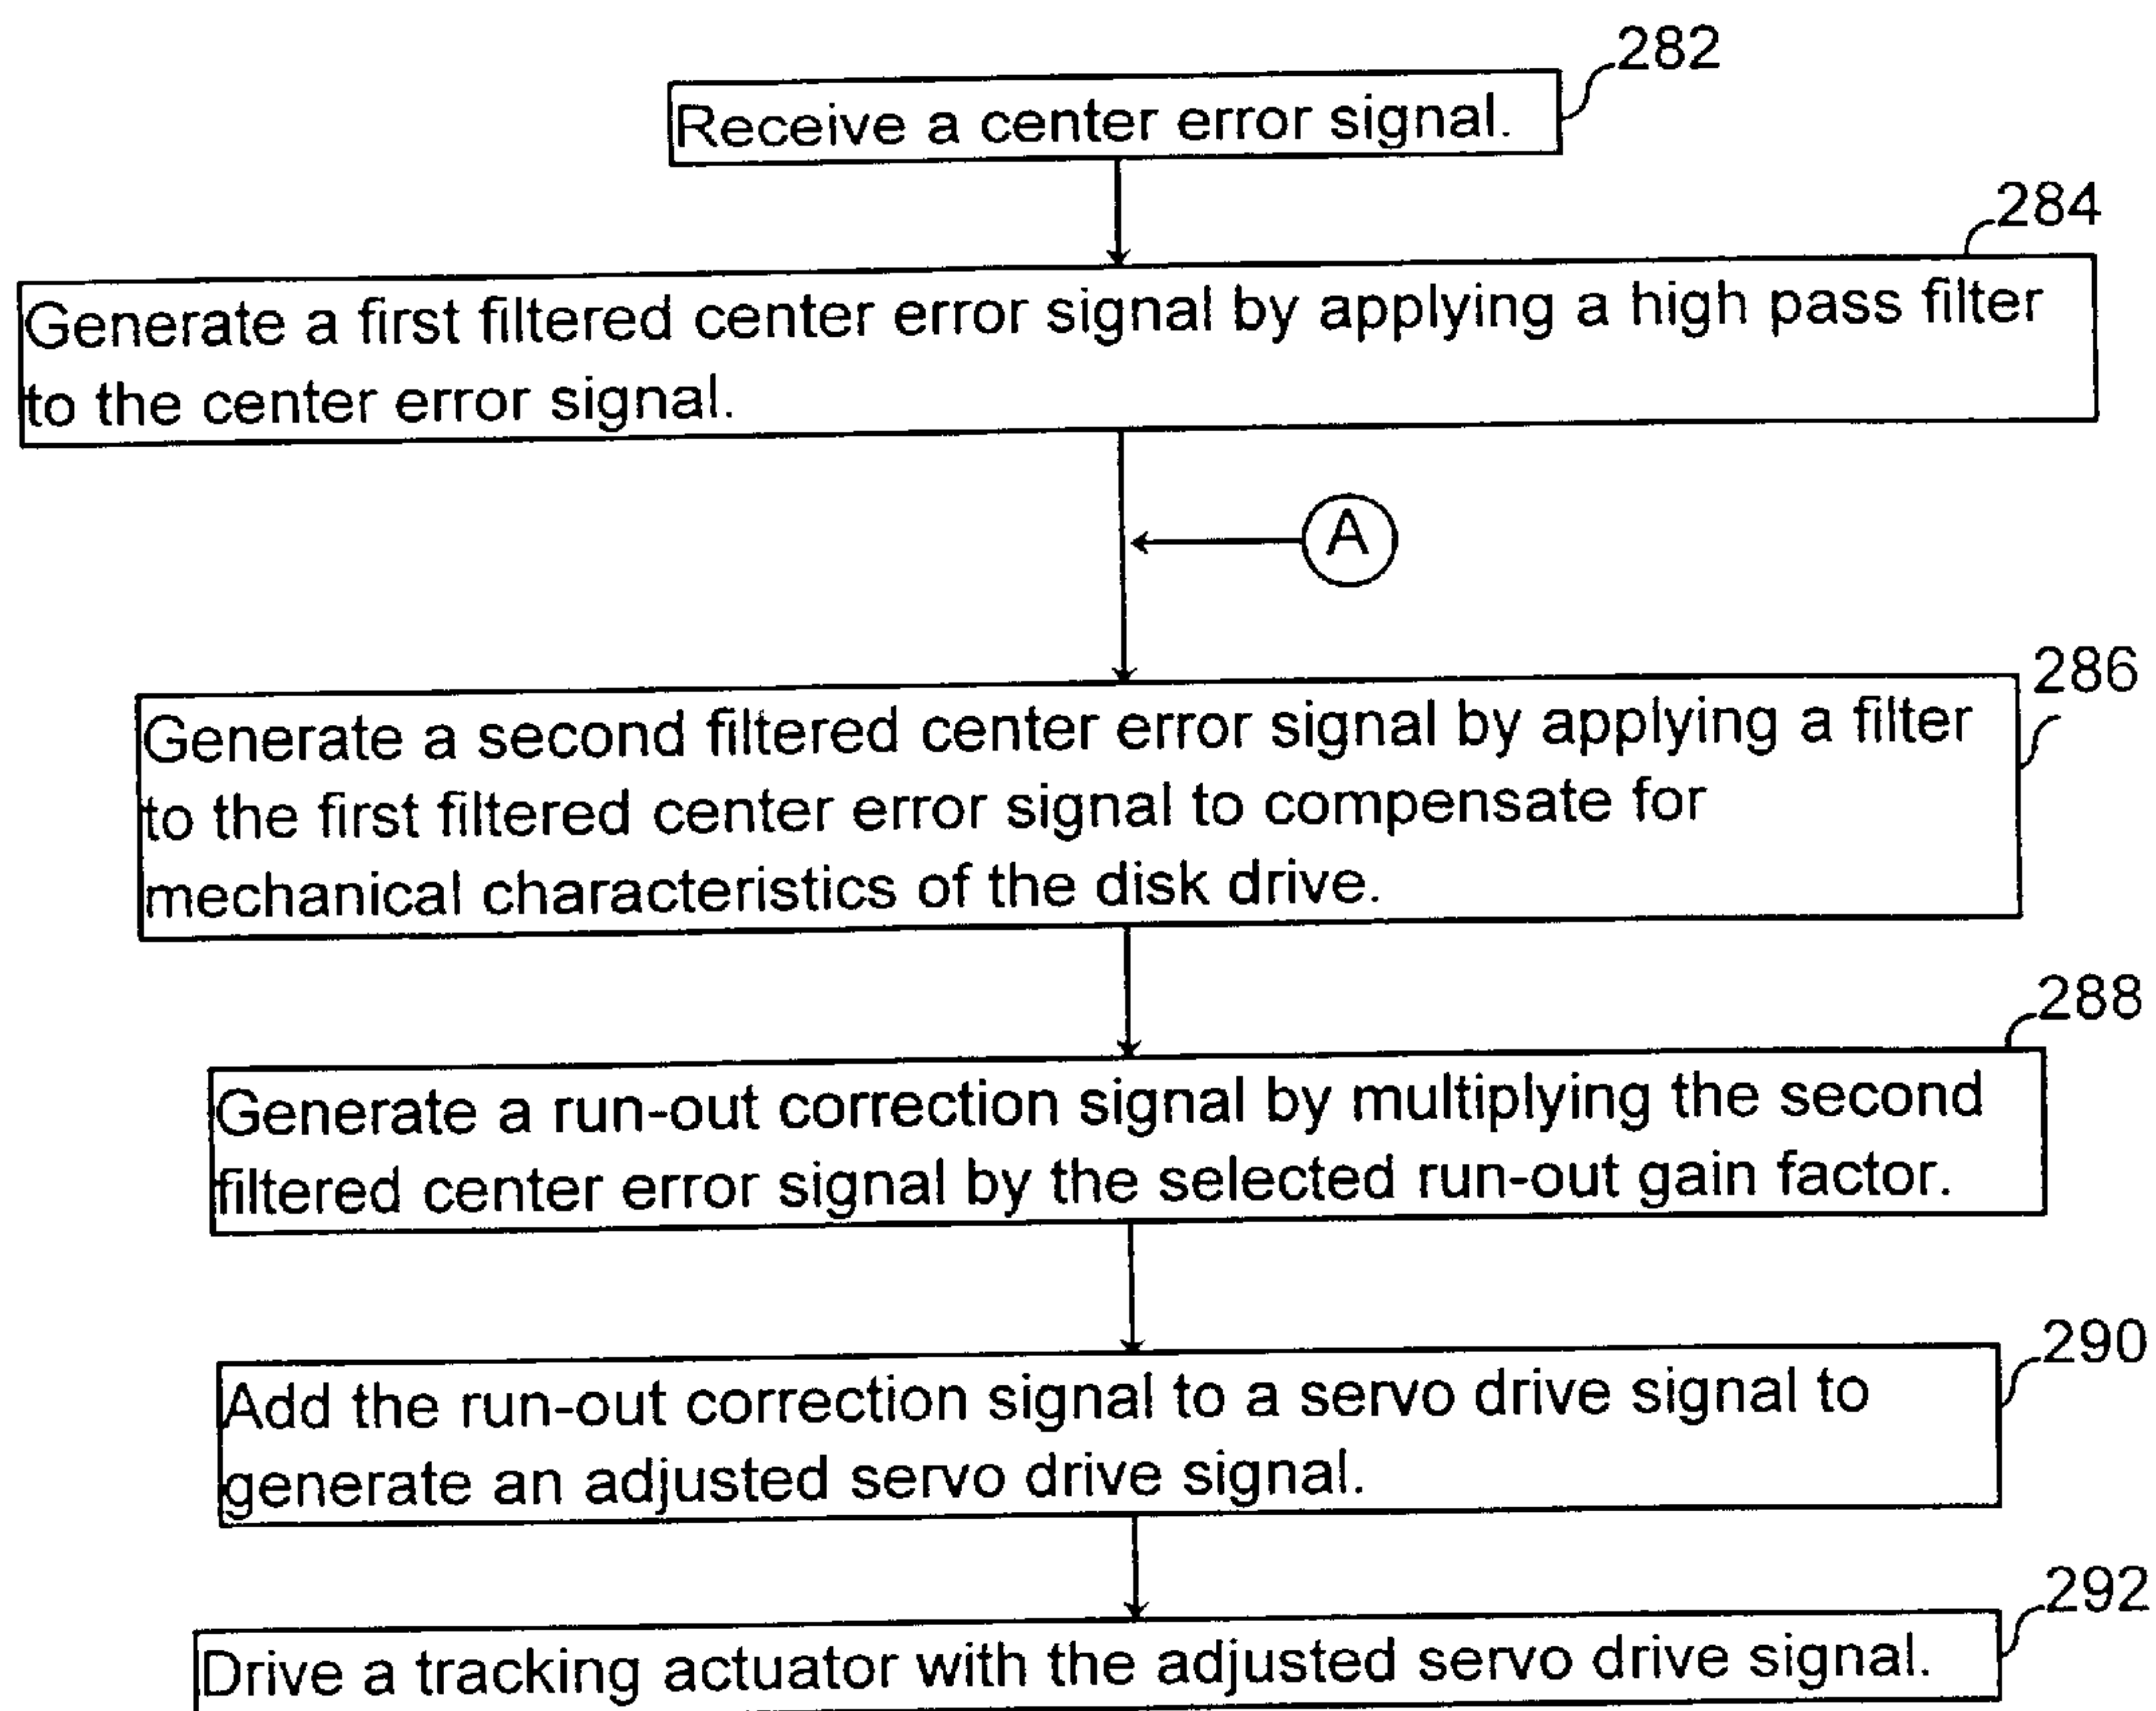 282
Receive a center error signal.
284
Generate a first filtered center error signal by applying a high pass filter
to the center error signal.
A
286
Generate a second filtered center error signal by applying a filter
to the first filtered center error signal to compensate for
mechanical characteristics of the disk drive.
288
Generate a run-out correction signal by multiplying the second
filtered center error signal by the selected run-out gain factor.
290
Add the run-out correction signal to a servo drive signal to
generate an adjusted servo drive signal.
292
Drive a tracking actuator with the adjusted servo drive signal.